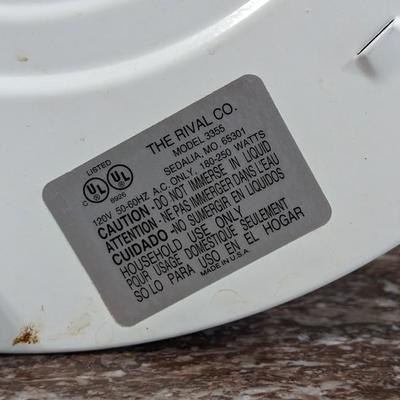 THE RIVAL CO.
MODEL 3355
SEDALIA, MO. 65301
LISTED
UL UL
C
8926
120V 50-60HZ A.C. ONLY. 180-250 WATTS
CAUTION - DO NOT IMMERSE IN LIQUID
ATTENTION - NE PAS IMMERGER DANS L'EAU
CUIDADO -NO SUMERGIR EN LIQUIDOS
HOUSEHOLD USE ONLY
POUR USAGE DOMESTIQUE SEULEMENT
SOLO PARA USO EN EL HOGAR
MADE IN U.S.A.